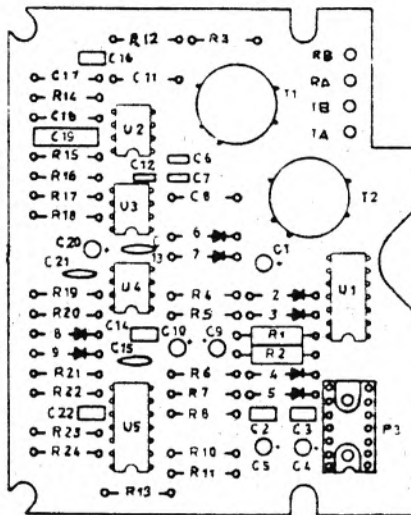 R12 R3
C16
RB
C17 C11
RA
R14
T1
TB
C18
U2
TA
C19
R15
C6
C12
R16
C7
R17
U3
C8
R18
T2
6
C20
13
7
C1
C21
U4
U1
R19 R4 2
R20 R5 3
C14
8
C10 C9
R1
9
C15
R2
R21 R6 4
R22 R7 5
P3
C22
R8
U5
C2 C3
R23
R24 R10
C5 C4
R11
R13